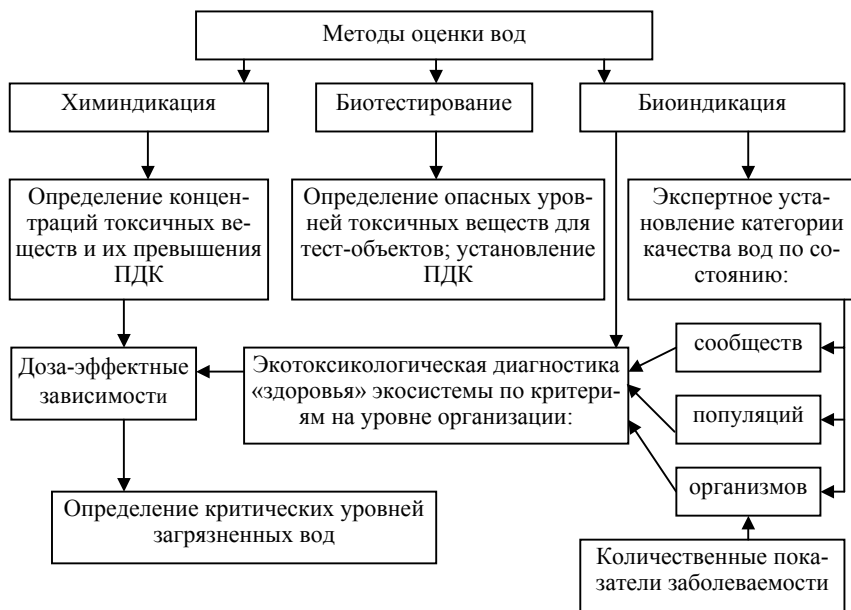 Методы оценки вод
Химиндикация
Биотестирование
Биоиндикация
Определение концен-
траций токсичных ве-
ществ и их превышения
ПДК
Определение опасных уров-
ней токсичных веществ для
тест-объектов; установление
ПДК
Экспертное уста-
новление категории
качества вод по со-
стоянию:
Доза-эффектные
зависимости
Экотоксикологическая диагностика
«здоровья» экосистемы по критери-
ям на уровне организации:
сообществ
популяций
организмов
Определение критических уровней
загрязненных вод
Количественные пока-
затели заболеваемости